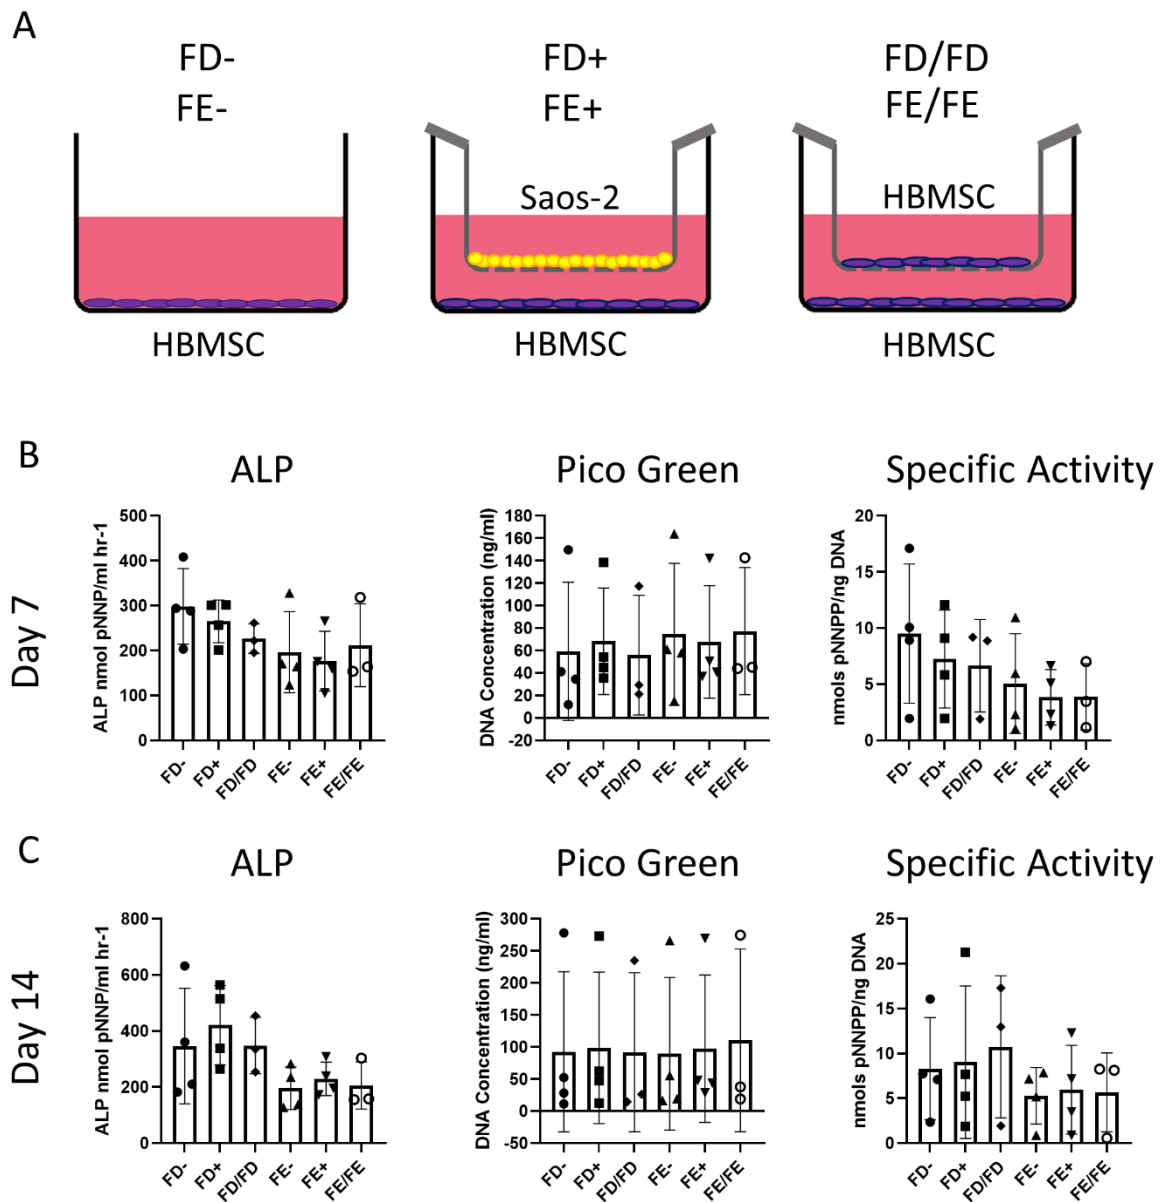 A
FD-
FE-
FD+
FE+
FD/FD
FE/FE
Saos-2
HBMSC
HBMSC
HBMSC
HBMSC
B
ALP
Pico Green
Specific Activity
Day 7
ALP nmol pNNP/ml hr-1
500
400
300
200
100
0
FD-
FD+
FD/FD
FE-
FE+
FE/FE
DNA Concentration (ng/ml)
180
160
140
120
100
80
60
40
20
0
-20
FD-
FD+
FD/FD
FE-
FE+
FE/FE
nmols pNNPP/ng DNA
20
15
10
5
0
FD-
FD+
FD/FD
FE-
FE+
FE/FE
C
ALP
Pico Green
Specific Activity
Day 14
ALP nmol pNNP/ml hr-1
800
600
400
200
0
FD-
FD+
FD/FD
FE-
FE+
FE/FE
DNA Concentration (ng/ml)
300
250
200
150
100
50
0
-50
FD-
FD+
FD/FD
FE-
FE+
FE/FE
nmols pNNPP/ng DNA
25
20
15
10
5
0
FD-
FD+
FD/FD
FE-
FE+
FE/FE